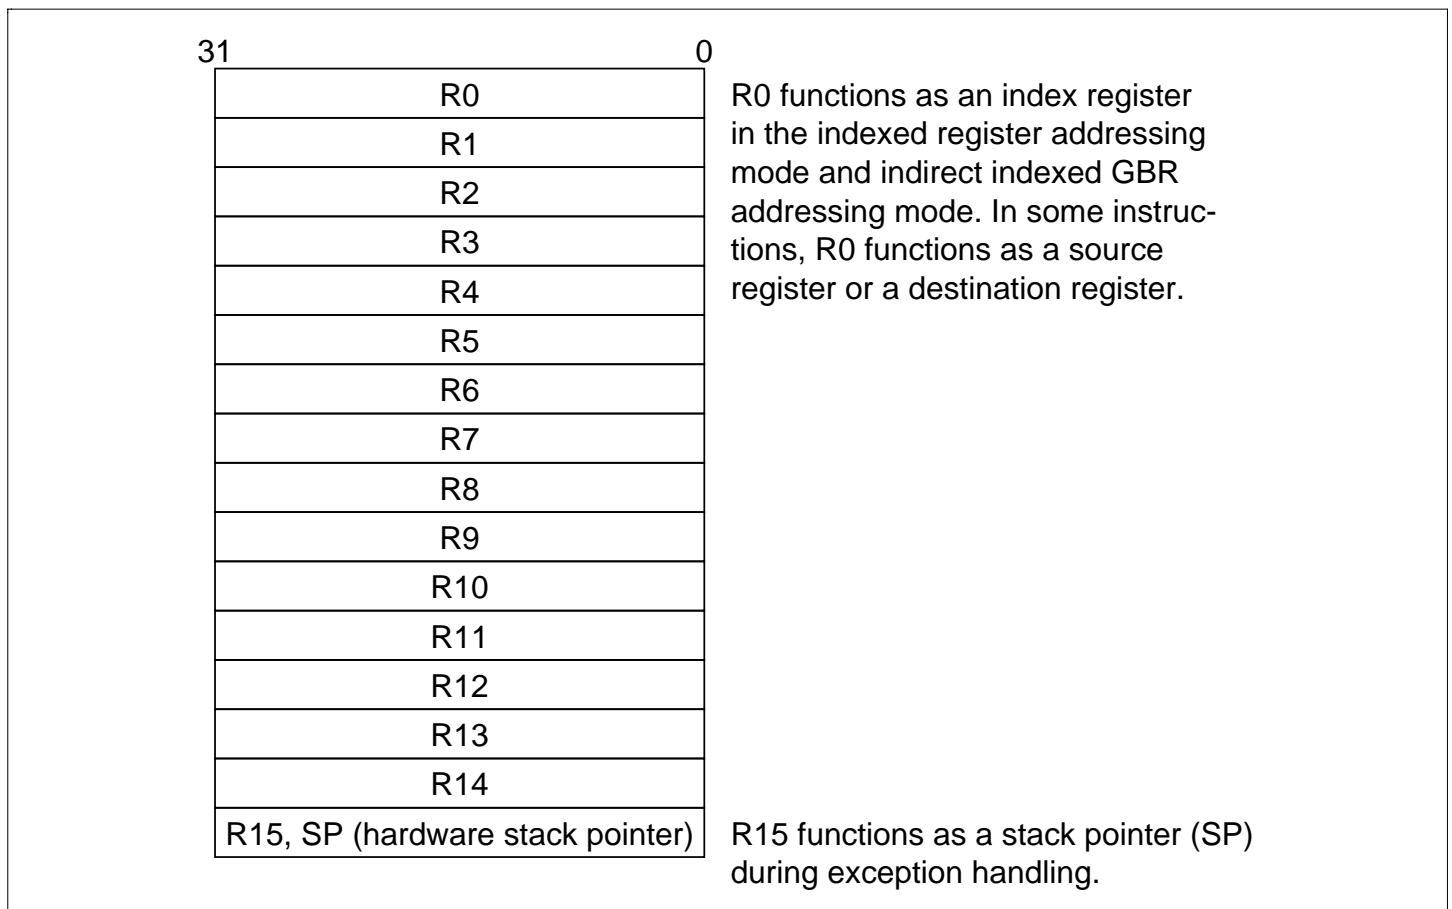 31 0
R0
R1
R2
R3
R4
R5
R6
R7
R8
R9
R10
R11
R12
R13
R14
R15, SP (hardware stack pointer)
R0 functions as an index register
in the indexed register addressing
mode and indirect indexed GBR
addressing mode. In some instruc-
tions, R0 functions as a source
register or a destination register.
R15 functions as a stack pointer (SP)
during exception handling.